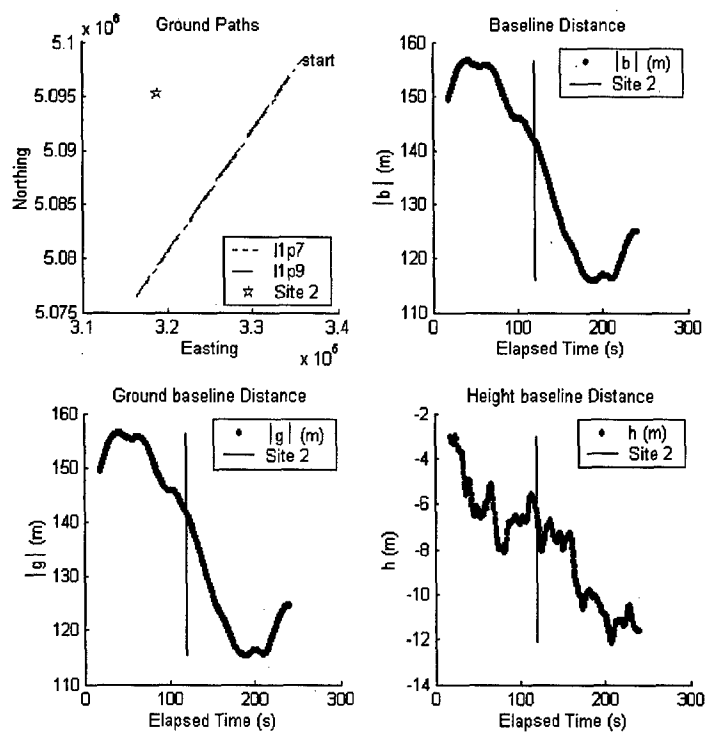 × 10⁶
Ground Paths
5.1
5.095
5.09
5.085
5.08
5.075
Northing
start
l1p7
l1p9
Site 2
3.1
3.2
3.3
3.4
Easting
× 10⁶
Baseline Distance
160
150
140
130
120
110
|b| (m)
|b| (m)
Site 2
0
100
200
300
Elapsed Time (s)
Ground baseline Distance
160
150
140
130
120
110
|g| (m)
|g| (m)
Site 2
0
100
200
300
Elapsed Time (s)
Height baseline Distance
-2
-4
-6
-8
-10
-12
-14
h (m)
h (m)
Site 2
0
100
200
300
Elapsed Time (s)